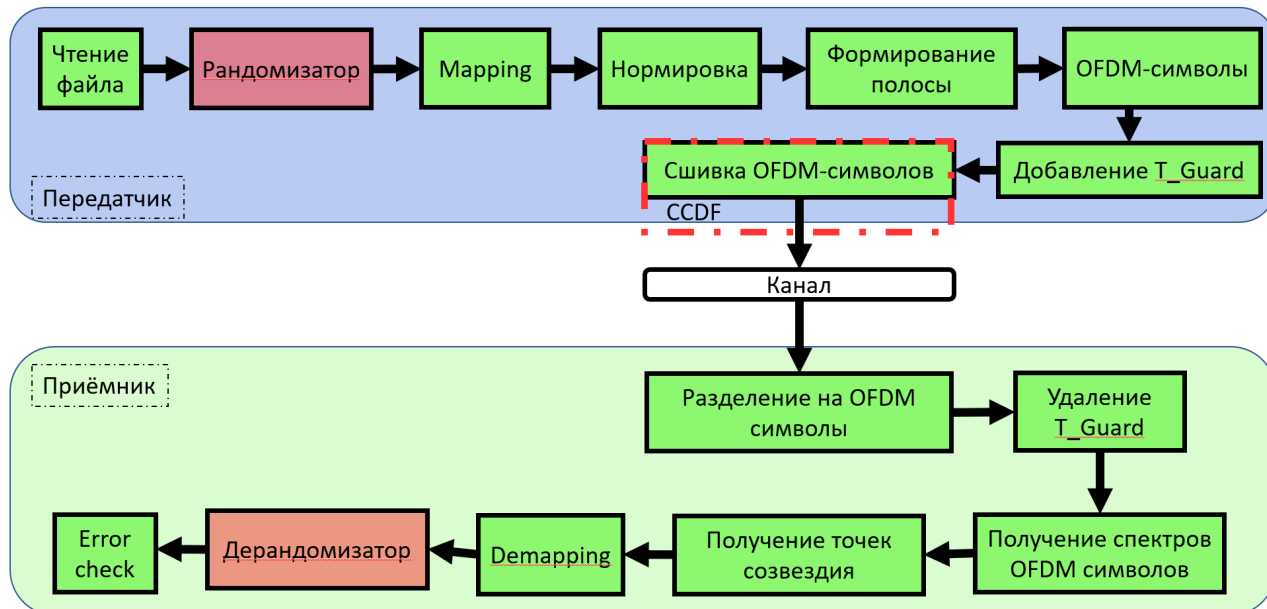 Чтение
файла
Рандомизатор
Mapping
Нормировка
Формирование
полосы
OFDM-символы
Добавление T_Guard
Сшивка OFDM-символов
CCDF
Передатчик
Канал
Приёмник
Разделение на OFDM
символы
Удаление
T_Guard
Получение спектров
OFDM символов
Получение точек
созвездия
Demapping
Дерандомизатор
Error
check